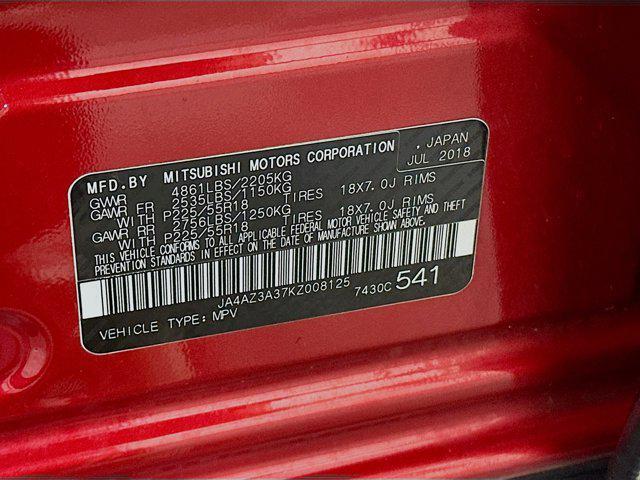 MFD.BY MITSUBISHI MOTORS CORPORATION
. JAPAN
JUL 2018
GWWR 4861LBS/2205KG
GAWR FR 2535LBS/1150KG
WITH P225/55R18 TIRES 18X7.0J RIMS
GAWR RR 2756LBS/1250KG
WITH P225/55R18 TIRES 18X7.0J RIMS
THIS VEHICLE CONFORMS TO ALL APPLICABLE FEDERAL MOTOR VEHICLE SAFETY AND THEFT
PREVENTION STANDARDS IN EFFECT ON THE DATE OF MANUFACTURE SHOWN ABOVE.
JA4AZ3A37KZ008125
7430C 541
VEHICLE TYPE: MPV